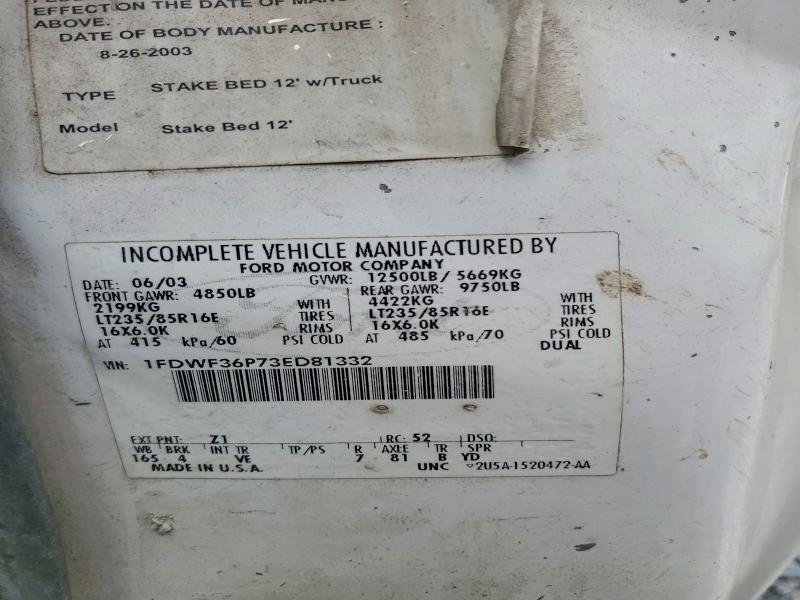 EFFECT ON THE DATE OF
ABOVE.
DATE OF BODY MANUFACTURE :
8-26-2003
TYPE STAKE BED 12' w/Truck
Model Stake Bed 12'
INCOMPLETE VEHICLE MANUFACTURED BY
FORD MOTOR COMPANY
DATE: 06/03 GVWR: 12500LB/ 5669KG
FRONT GAWR: 4850LB REAR GAWR: 9750LB
2199KG WITH 4422KG WITH
LT235/85R16E TIRES LT235/85R16E TIRES
16X6.0K RIMS 16X6.0K RIMS
AT 415 kPa/60 PSI COLD AT 485 kPa/70 PSI COLD
DUAL
VIN: 1FDWF36P73ED81332
EXT PNT: Z1 RC: 52 DSO:
WB BRK INT TR TP/PS R AXLE TR SPR
165 4 VE 7 81 B YD
MADE IN U.S.A. UNC 2U5A-1520472-AA